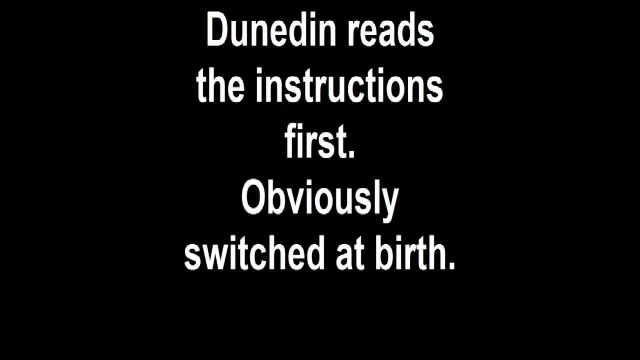 Dunedin reads
the instructions
first.
Obviously
switched at birth.